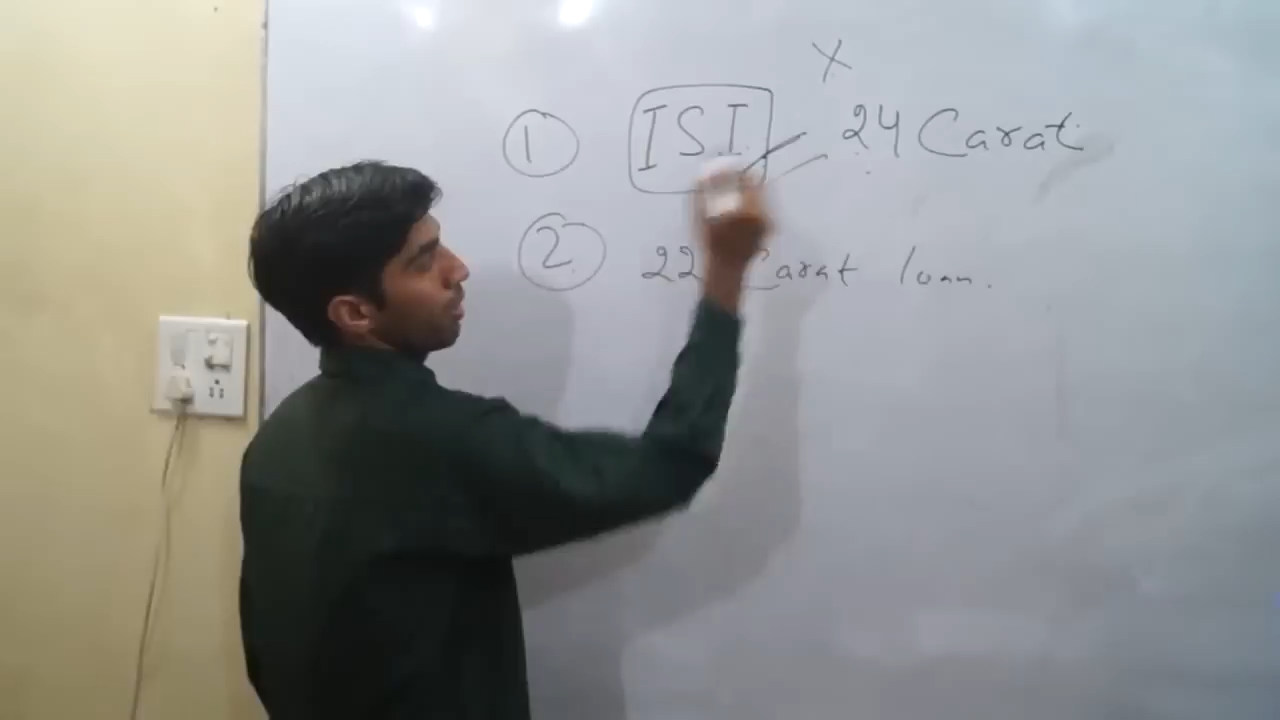 X
① ISI 24 Carat
② 22 Carat loan.